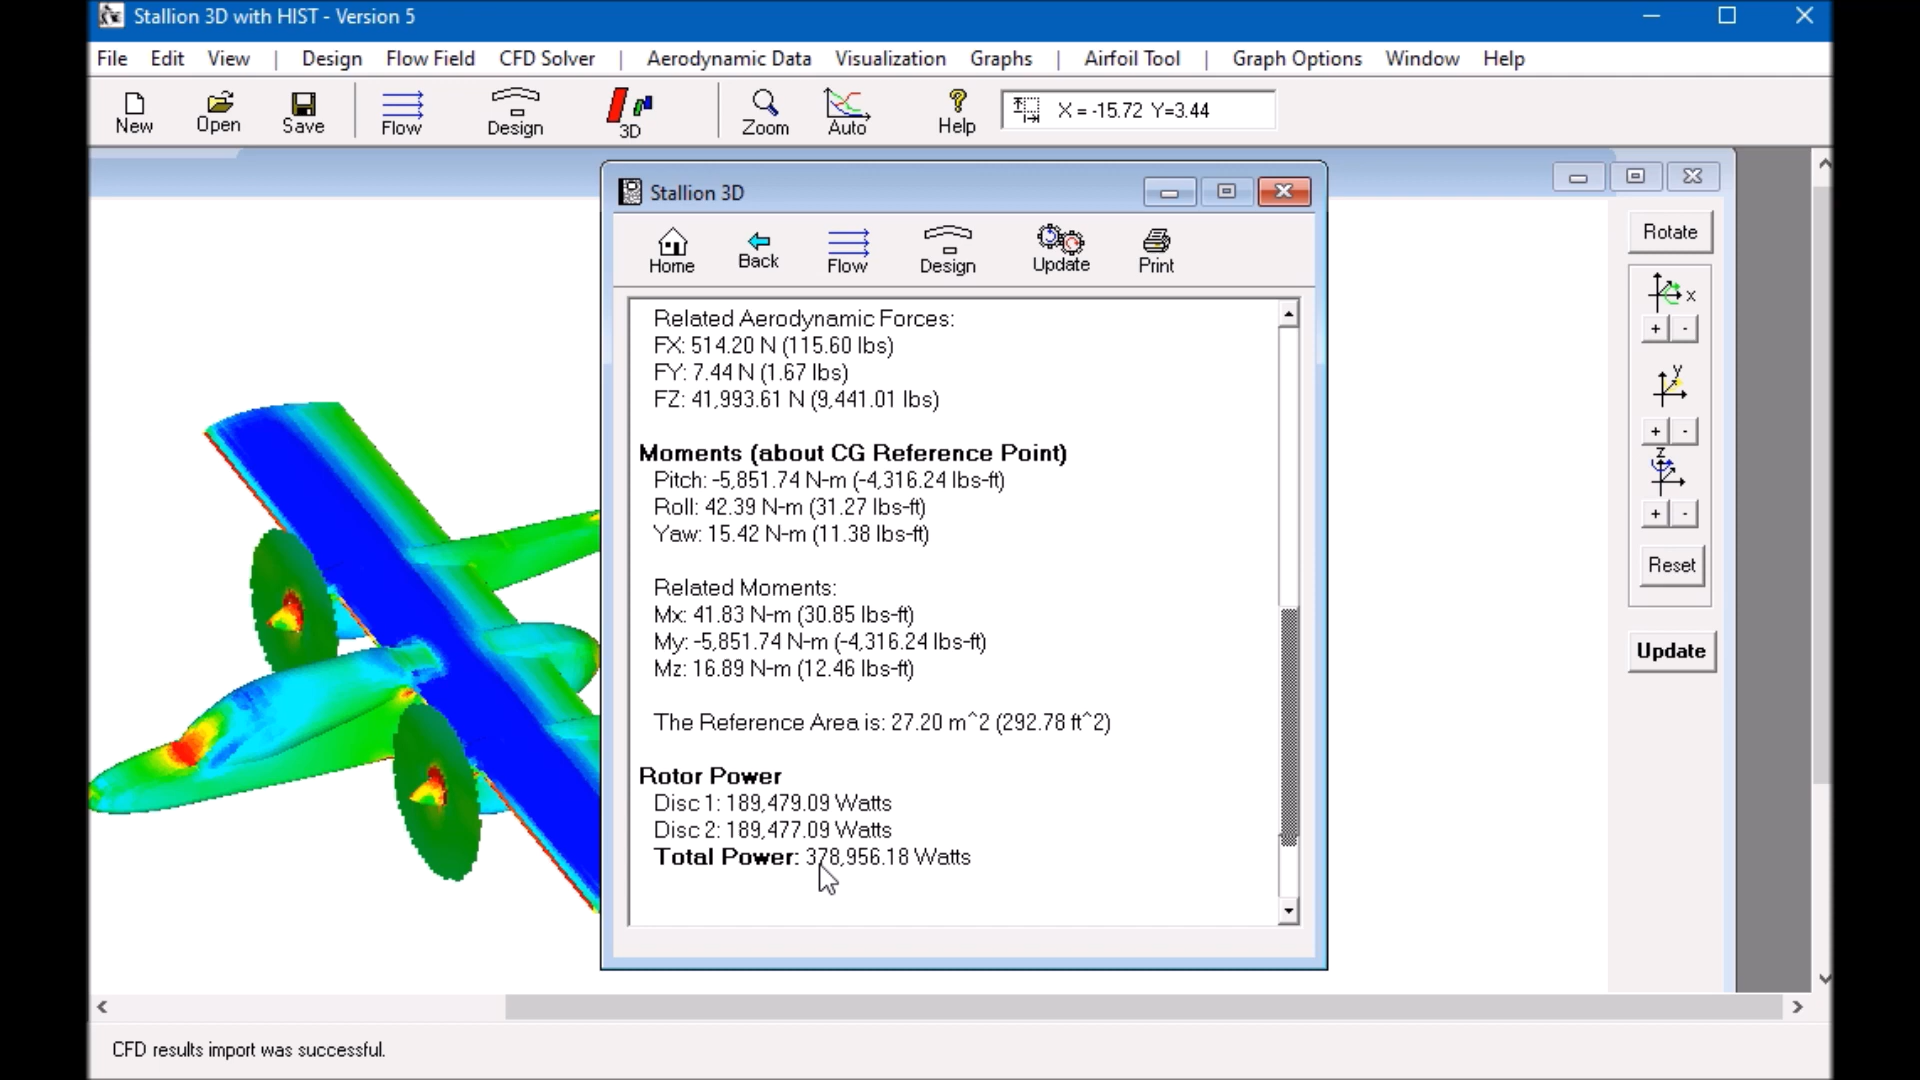 Stallion 3D with HIST - Version 5
File Edit View | Design Flow Field CFD Solver | Aerodynamic Data Visualization Graphs | Airfoil Tool | Graph Options Window Help
New Open Save Flow Design 3D Zoom Auto Help X = -15.72 Y=3.44
Stallion 3D
Home Back Flow Design Update Print
Related Aerodynamic Forces:
FX: 514.20 N (115.60 lbs)
FY: 7.44 N (1.67 lbs)
FZ: 41,993.61 N (9,441.01 lbs)
Moments (about CG Reference Point)
Pitch: -5,851.74 N-m (-4,316.24 lbs-ft)
Roll: 42.39 N-m (31.27 lbs-ft)
Yaw: 15.42 N-m (11.38 lbs-ft)
Related Moments:
Mx: 41.83 N-m (30.85 lbs-ft)
My: -5,851.74 N-m (-4,316.24 lbs-ft)
Mz: 16.89 N-m (12.46 lbs-ft)
The Reference Area is: 27.20 m^2 (292.78 ft^2)
Rotor Power
Disc 1: 189,479.09 Watts
Disc 2: 189,477.09 Watts
Total Power: 378,956.18 Watts
Rotate
x
+ -
y
+ -
z
+ -
Reset
Update
CFD results import was successful.